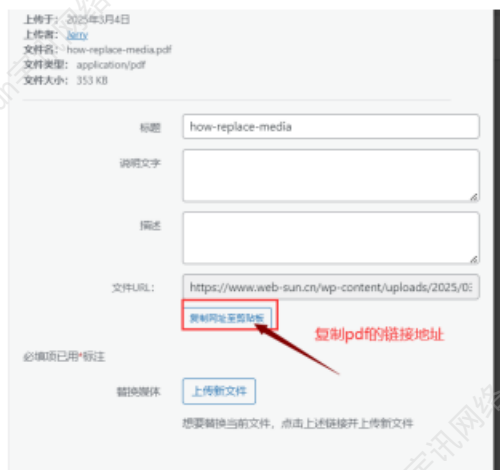 上传于： 2025年3月4日
上传者： Jerry
文件名： how-replace-media.pdf
文件类型： application/pdf
文件大小： 353 KB
标题 how-replace-media
说明文字
描述
文件URL： https://www.web-sun.cn/wp-content/uploads/2025/03
复制网址至剪贴板
复制pdf的链接地址
必填项已用*标注
替换媒体 上传新文件
想要替换当前文件，点击上述链接并上传新文件